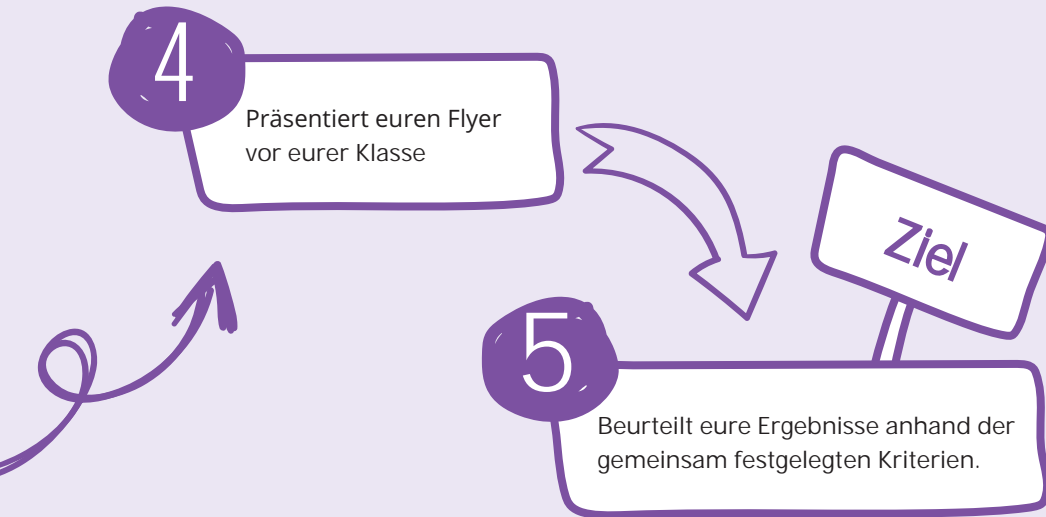 4
Präsentiert euren Flyer
vor eurer Klasse
Ziel
5
Beurteilt eure Ergebnisse anhand der
gemeinsam festgelegten Kriterien.